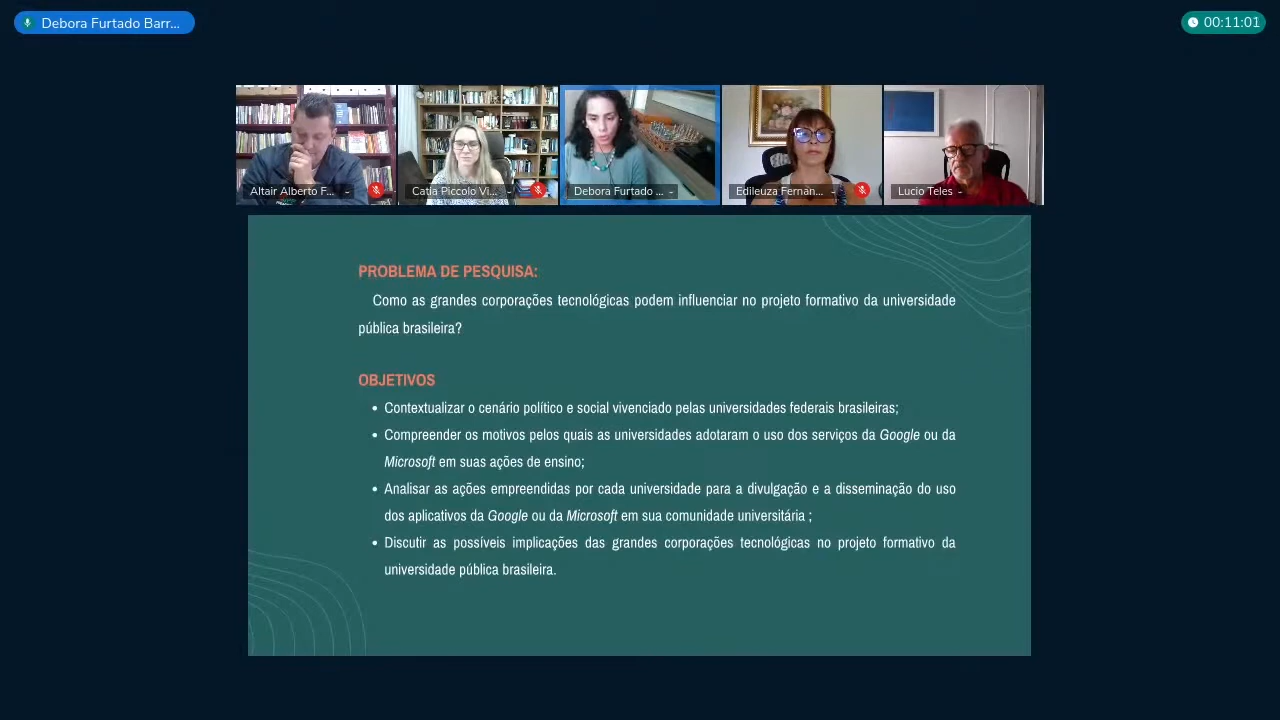 Debora Furtado Barr...
00:11:01
Altair Alberto F...
Catia Piccolo Vi...
Debora Furtado ...
Edileuza Fernan...
Lucio Teles
PROBLEMA DE PESQUISA:
Como as grandes corporações tecnológicas podem influenciar no projeto formativo da universidade
pública brasileira?
OBJETIVOS
• Contextualizar o cenário político e social vivenciado pelas universidades federais brasileiras;
• Compreender os motivos pelos quais as universidades adotaram o uso dos serviços da Google ou da
Microsoft em suas ações de ensino;
• Analisar as ações empreendidas por cada universidade para a divulgação e a disseminação do uso
dos aplicativos da Google ou da Microsoft em sua comunidade universitária ;
• Discutir as possíveis implicações das grandes corporações tecnológicas no projeto formativo da
universidade pública brasileira.